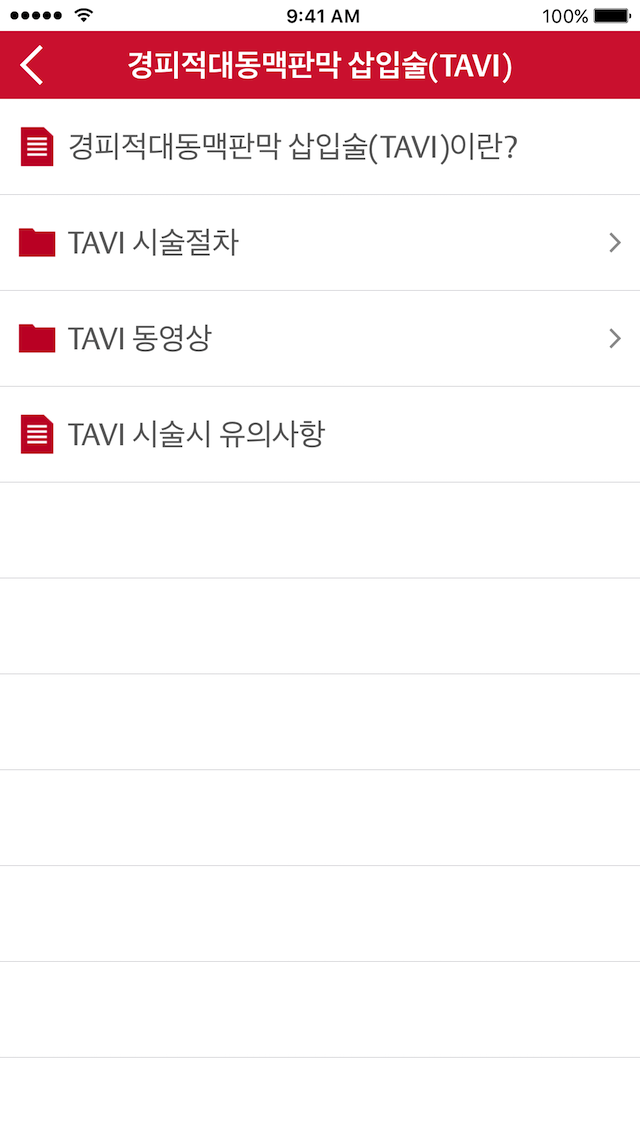 9:41 AM
100%
경피적대동맥판막 삽입술(TAVI)
경피적대동맥판막 삽입술(TAVI)이란?
TAVI 시술절차
TAVI 동영상
TAVI 시술시 유의사항